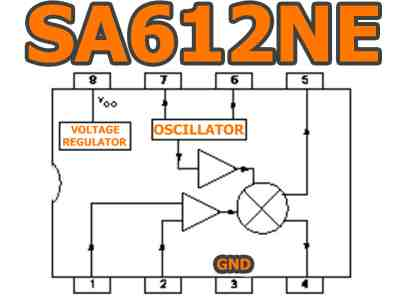 SA612NE
8 7 6 5
VDD
VOLTAGE
REGULATOR
OSCILLATOR
GND
1 2 3 4